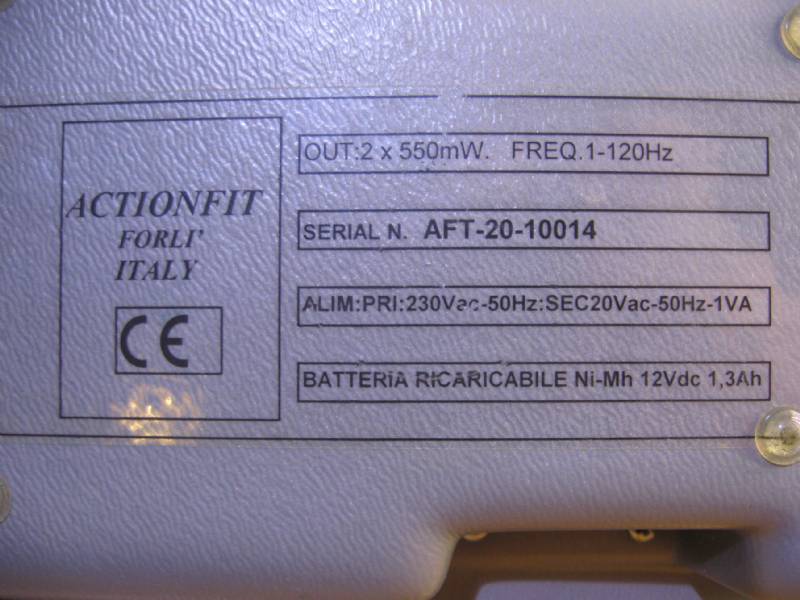 ACTIONFIT
FORLI'
ITALY
CE
OUT:2 x 550mW. FREQ.1-120Hz
SERIAL N. AFT-20-10014
ALIM:PRI:230Vac-50Hz:SEC20Vac-50Hz-1VA
BATTERiA RICARICABILE Ni-Mh 12Vdc 1,3Ah